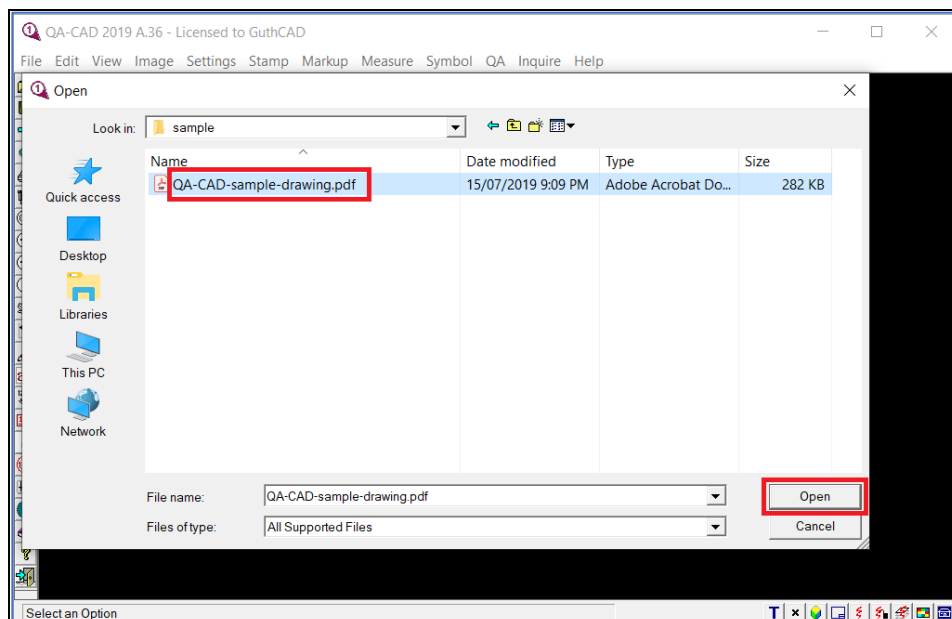 QA-CAD 2019 A.36 - Licensed to GuthCAD
File Edit View Image Settings Stamp Markup Measure Symbol QA Inquire Help
Open
Look in: sample
Name Date modified Type Size
QA-CAD-sample-drawing.pdf 15/07/2019 9:09 PM Adobe Acrobat Do... 282 KB
Quick access
Desktop
Libraries
This PC
Network
File name: QA-CAD-sample-drawing.pdf Open
Files of type: All Supported Files Cancel
Select an Option T